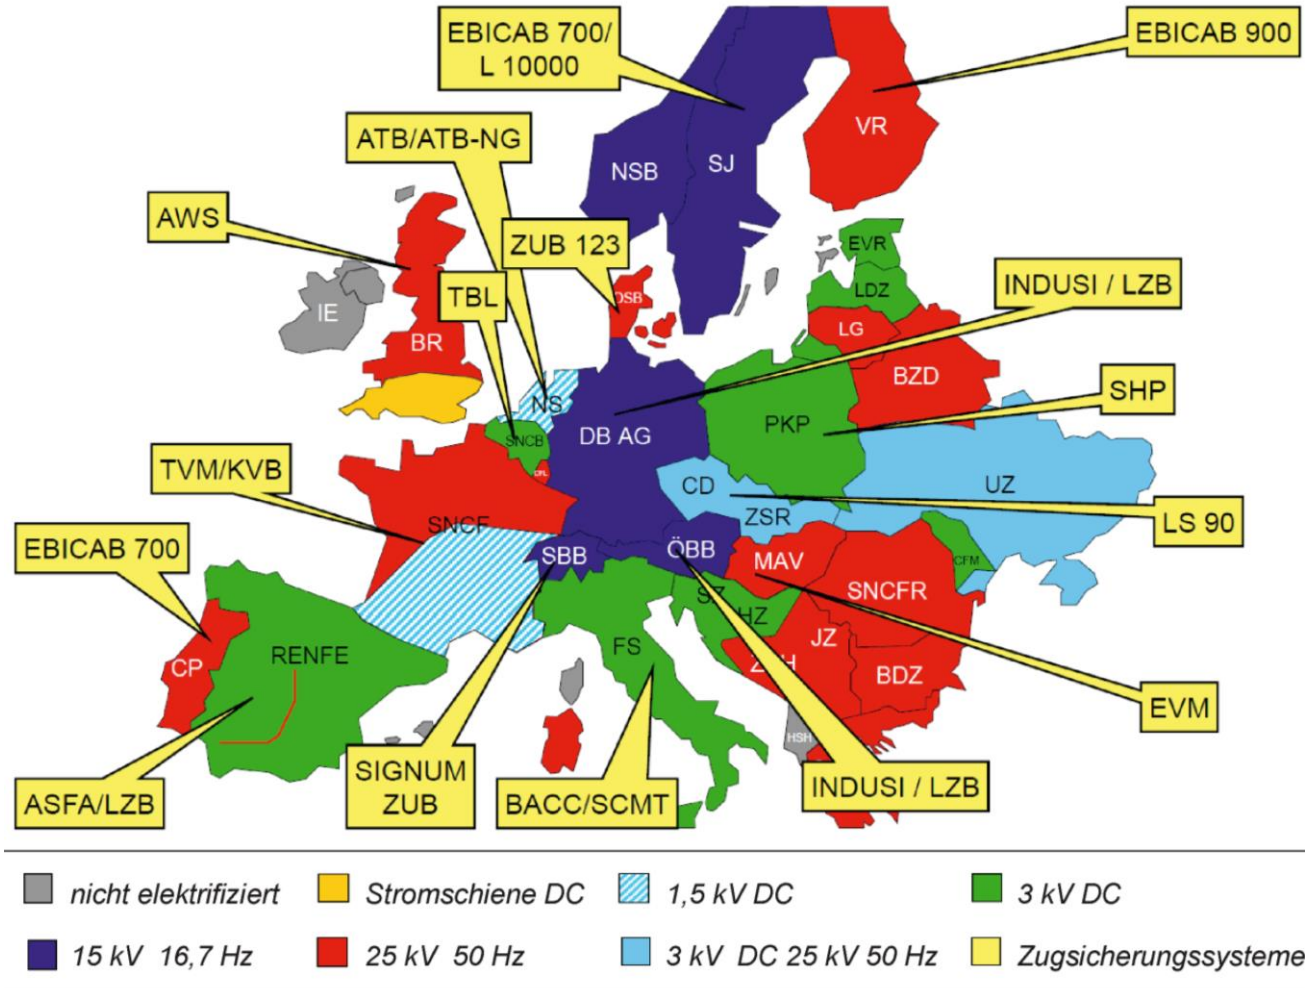 EBICAB 700/
L 10000
EBICAB 900
ATB/ATB-NG
VR
NSB
SJ
AWS
ZUB 123
EVR
TBL
INDUSI / LZB
LDZ
DSB
IE
LG
BR
BZD
SHP
NS
PKP
DB AG
SNCB
TVM/KVB
CFL
CD
UZ
ZSR
LS 90
SNCF
EBICAB 700
SBB
ÖBB
MAV
CFM
SNCFR
SZ
HZ
JZ
FS
RENFE
CP
BDZ
EVM
HSH
SIGNUM
ZUB
ASFA/LZB
BACC/SCMT
INDUSI / LZB
nicht elektrifiziert
Stromschiene DC
1,5 kV DC
3 kV DC
15 kV 16,7 Hz
25 kV 50 Hz
3 kV DC 25 kV 50 Hz
Zugsicherungssysteme